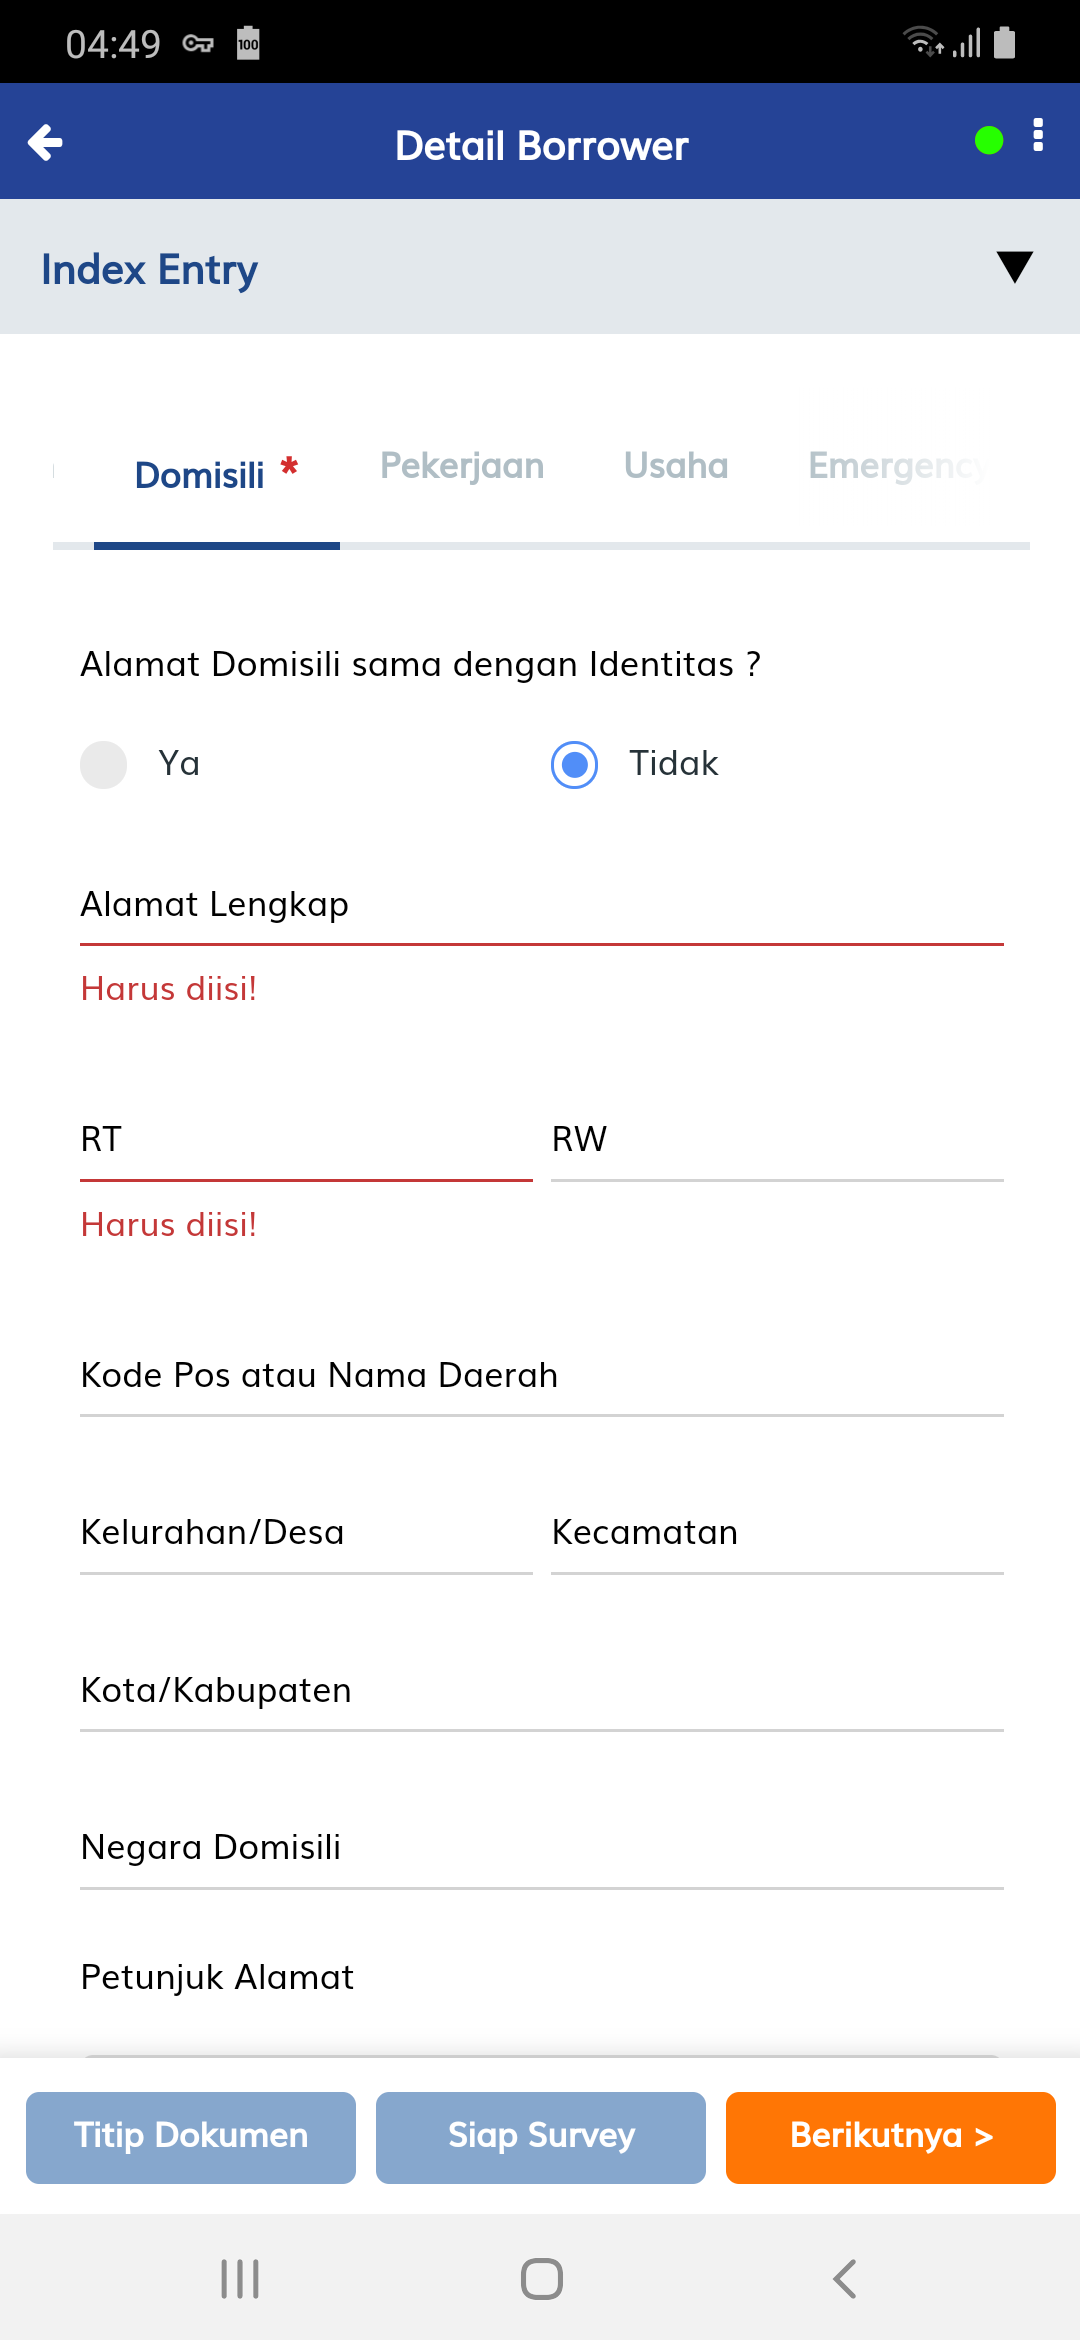 04:49
100
Detail Borrower
Index Entry
Domisili *
Pekerjaan
Usaha
Emergency
Alamat Domisili sama dengan Identitas ?
Ya
Tidak
Alamat Lengkap
Harus diisi!
RT
RW
Harus diisi!
Kode Pos atau Nama Daerah
Kelurahan/Desa
Kecamatan
Kota/Kabupaten
Negara Domisili
Petunjuk Alamat
Titip Dokumen
Siap Survey
Berikutnya >